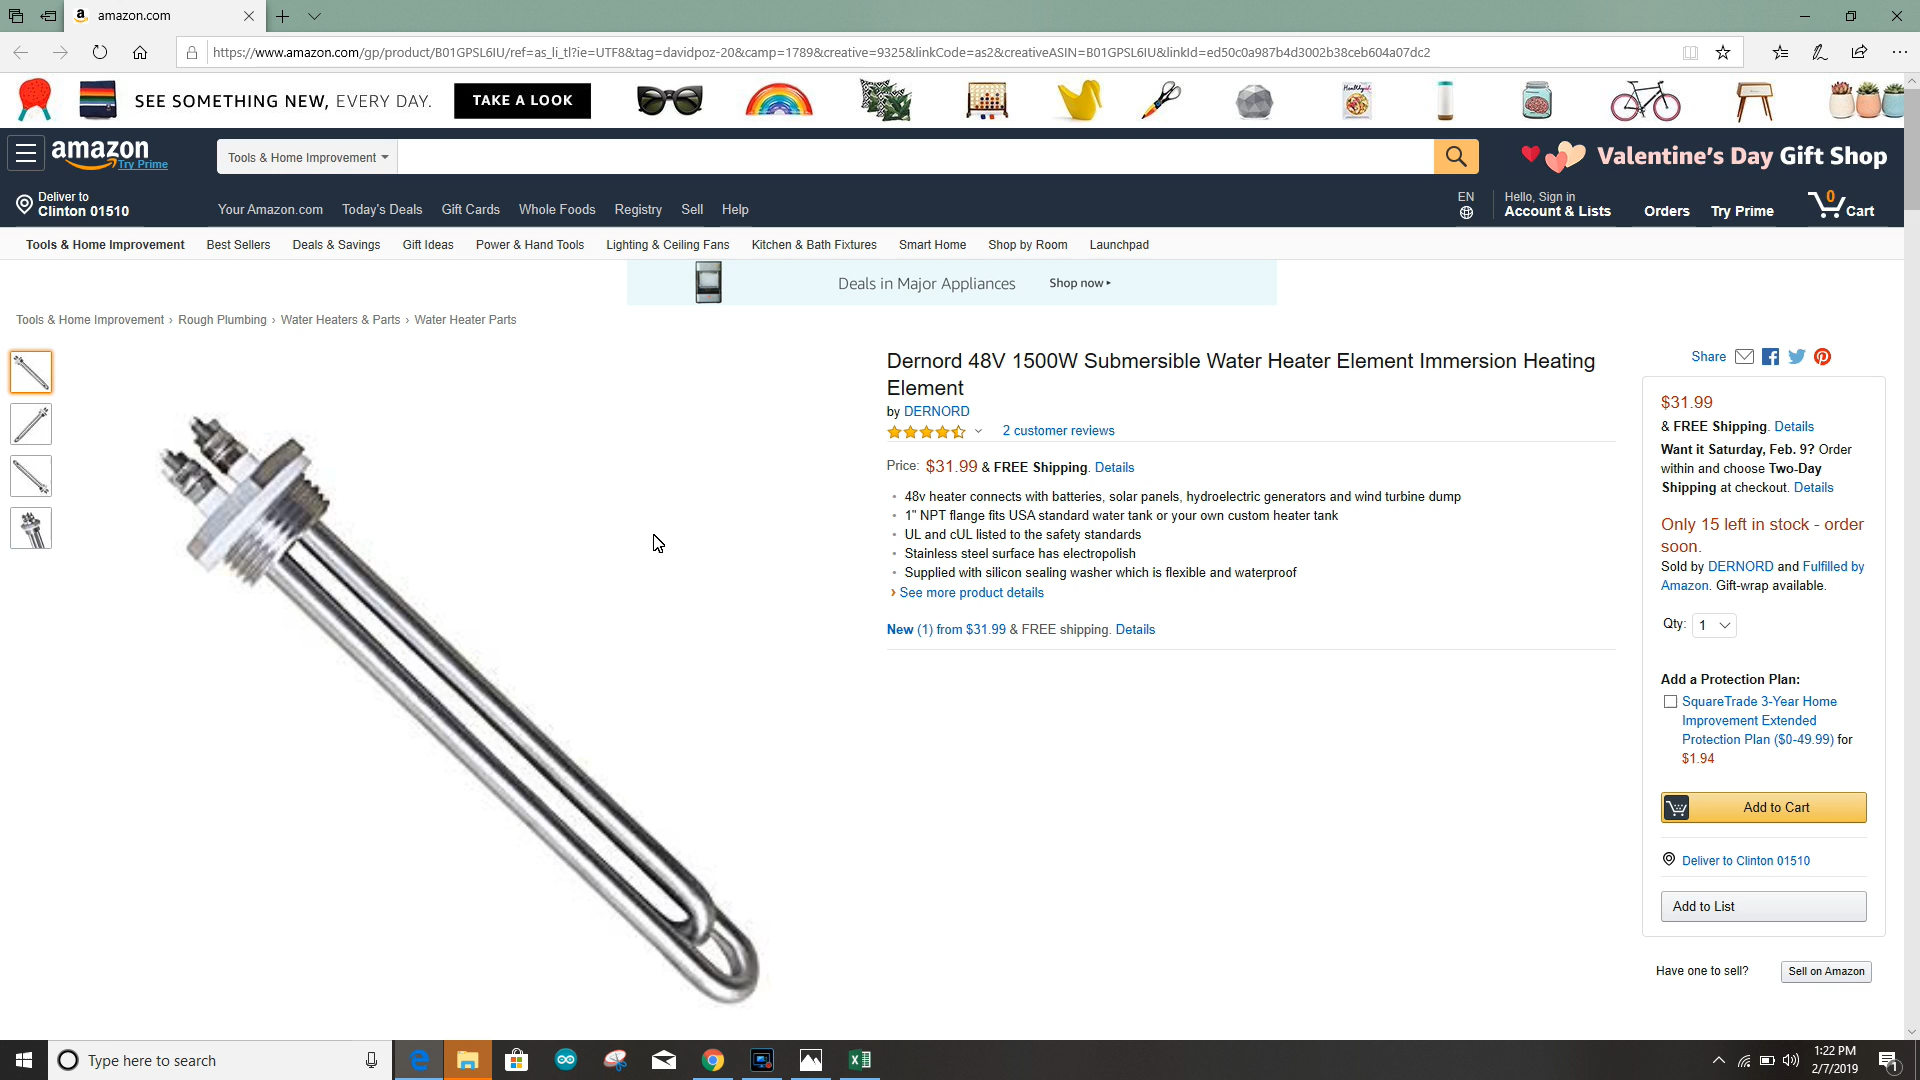 amazon.com
https://www.amazon.com/gp/product/B01GPSL6IU/ref=as_li_tl?ie=UTF8&tag=davidpoz-20&camp=1789&creative=9325&linkCode=as2&creativeASIN=B01GPSL6IU&linkId=ed50c0a987b4d3002b38ceb604a07dc2
SEE SOMETHING NEW, EVERY DAY. TAKE A LOOK
amazon
Try Prime
Tools & Home Improvement
Valentine's Day Gift Shop
Deliver to
Clinton 01510
Your Amazon.com Today's Deals Gift Cards Whole Foods Registry Sell Help
EN
Hello, Sign in
Account & Lists
Orders
Try Prime
0
Cart
Tools & Home Improvement Best Sellers Deals & Savings Gift Ideas Power & Hand Tools Lighting & Ceiling Fans Kitchen & Bath Fixtures Smart Home Shop by Room Launchpad
Deals in Major Appliances Shop now
Tools & Home Improvement › Rough Plumbing › Water Heaters & Parts › Water Heater Parts
Dernord 48V 1500W Submersible Water Heater Element Immersion Heating
Element
by DERNORD
2 customer reviews
Price: $31.99 & FREE Shipping. Details
48v heater connects with batteries, solar panels, hydroelectric generators and wind turbine dump
1" NPT flange fits USA standard water tank or your own custom heater tank
UL and cUL listed to the safety standards
Stainless steel surface has electropolish
Supplied with silicon sealing washer which is flexible and waterproof
› See more product details
New (1) from $31.99 & FREE shipping. Details
Share
$31.99
& FREE Shipping. Details
Want it Saturday, Feb. 9? Order
within and choose Two-Day
Shipping at checkout. Details
Only 15 left in stock - order
soon.
Sold by DERNORD and Fulfilled by
Amazon. Gift-wrap available.
Qty: 1
Add a Protection Plan:
SquareTrade 3-Year Home
Improvement Extended
Protection Plan ($0-49.99) for
$1.94
Add to Cart
Deliver to Clinton 01510
Add to List
Have one to sell? Sell on Amazon
Type here to search
1:22 PM
2/7/2019
1